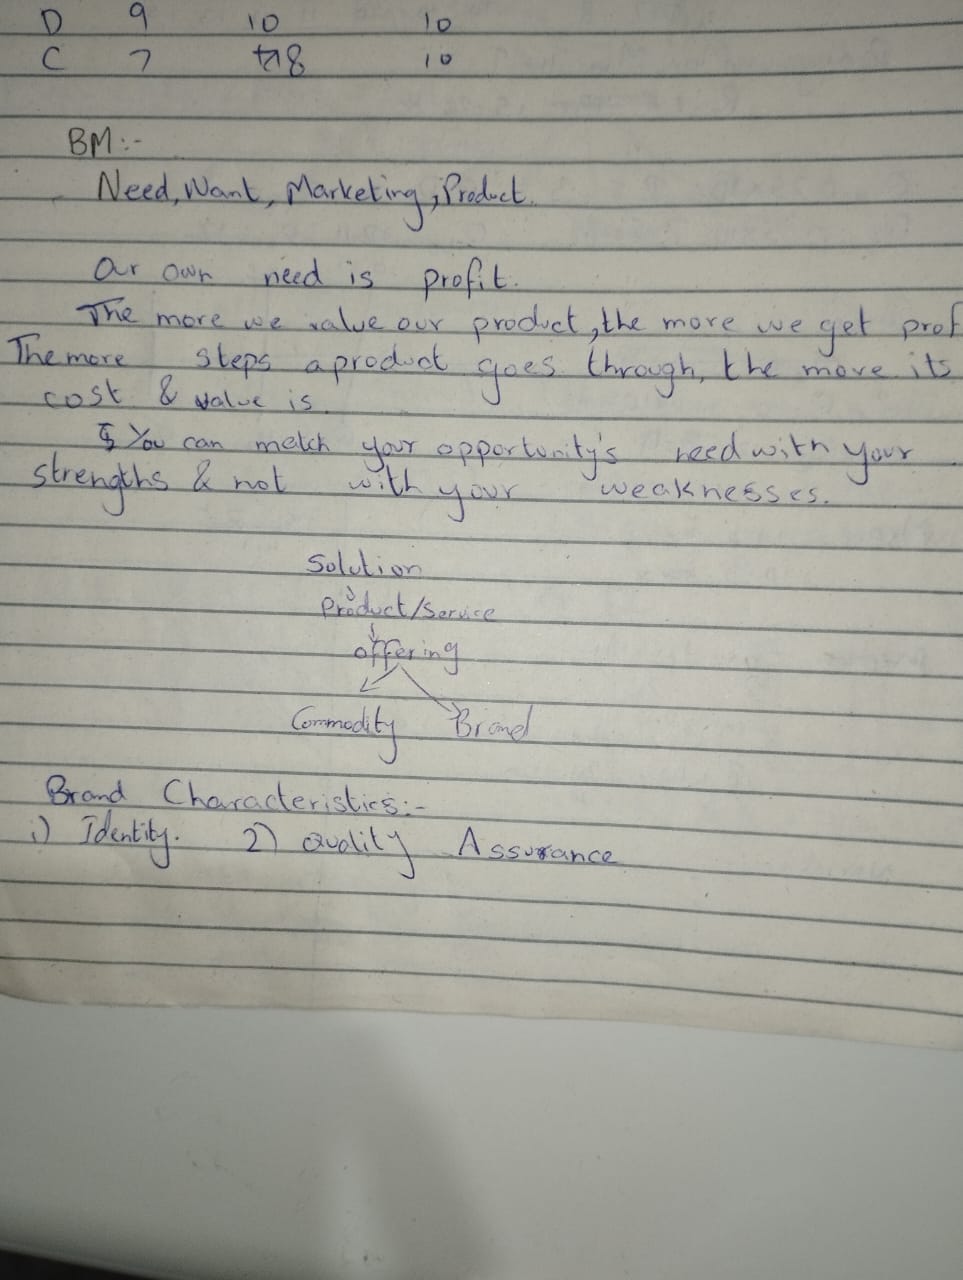 D 9 10 10
C 7 8 10
BM:-
Need, Want, Marketing, Product.
Our own need is profit.
The more we value our product, the more we get prof
The more steps a product goes through, the more its
cost & value is.
You can match your opportunity's need with your
strengths & not with your weaknesses.
Solution
Product/Service
offering
Commodity Brand
Brand Characteristics:-
1) Identity. 2) Quality Assurance